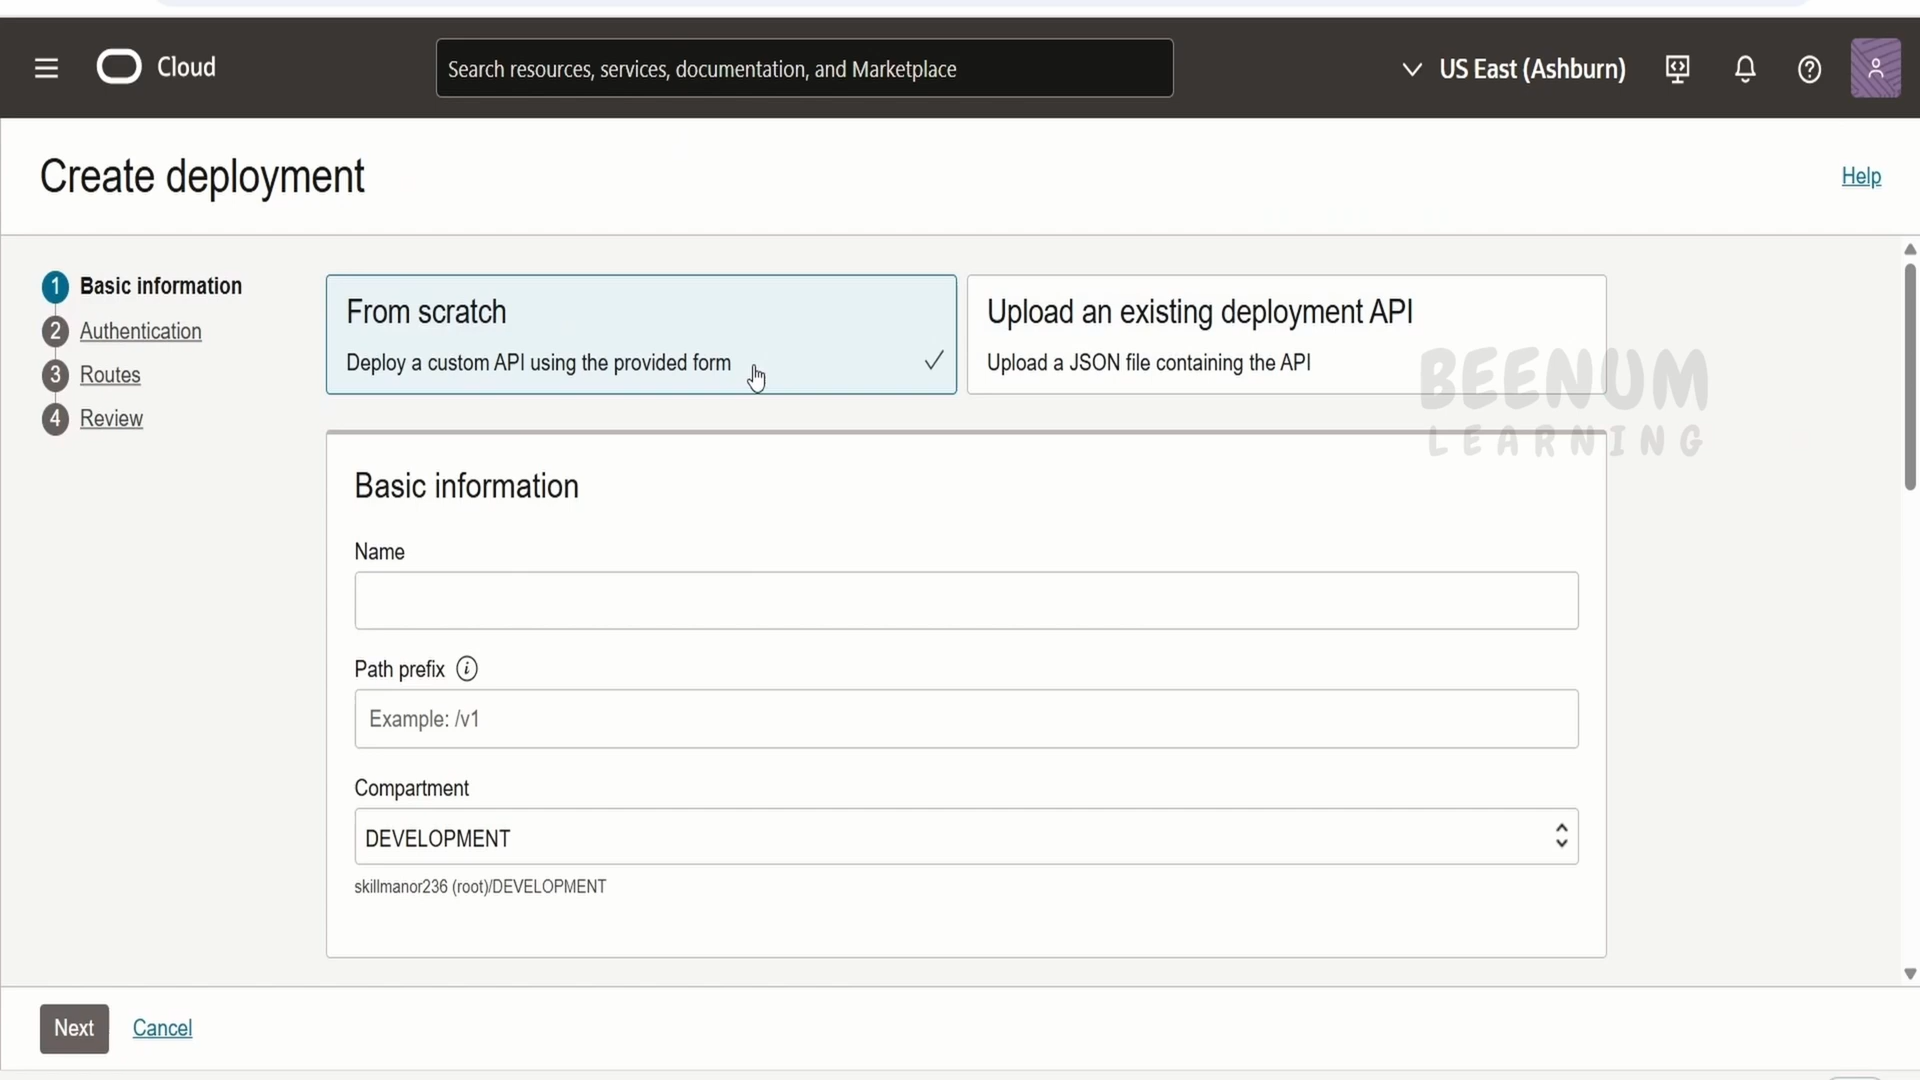 Cloud
Search resources, services, documentation, and Marketplace
US East (Ashburn)
Create deployment
Help
1 Basic information
2 Authentication
3 Routes
4 Review
From scratch
Deploy a custom API using the provided form
Upload an existing deployment API
Upload a JSON file containing the API
BEENUM
LEARNING
Basic information
Name
Path prefix
Example: /v1
Compartment
DEVELOPMENT
skillmanor236 (root)/DEVELOPMENT
Next
Cancel